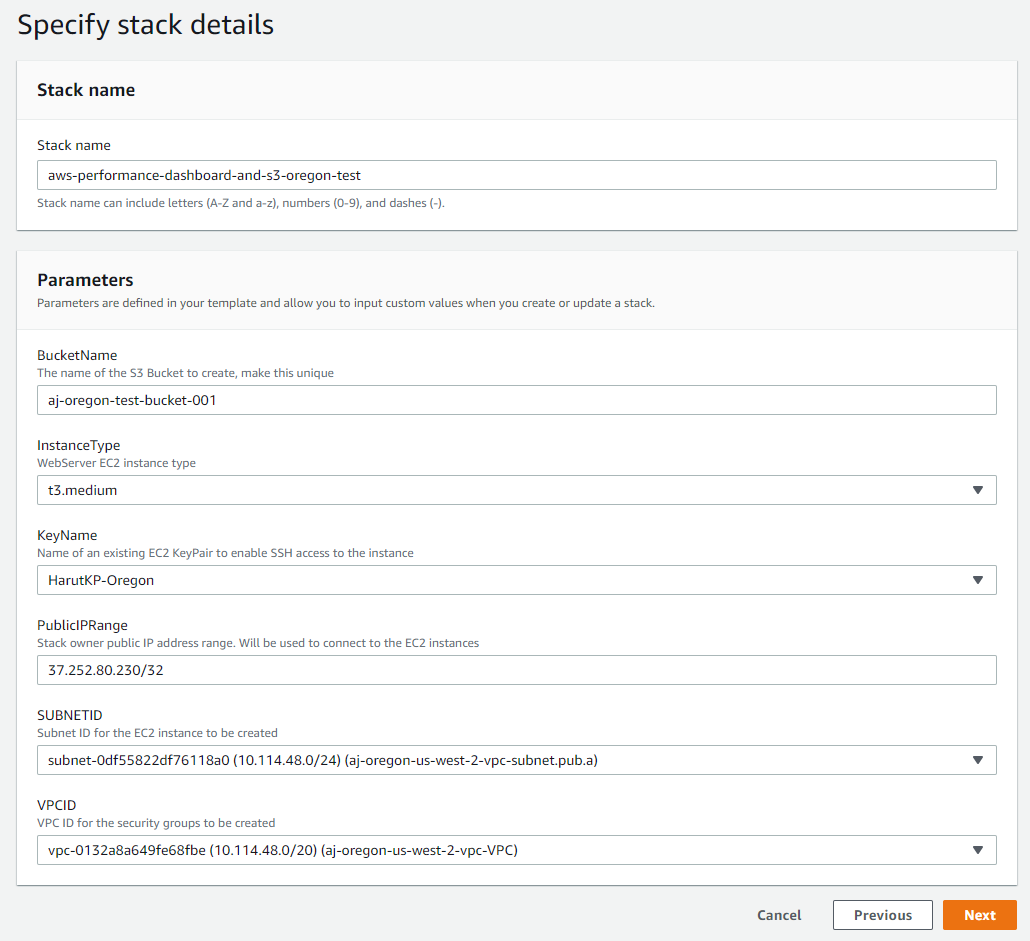 Specify stack details
Stack name
Stack name
aws-performance-dashboard-and-s3-oregon-test
Stack name can include letters (A-Z and a-z), numbers (0-9), and dashes (-).
Parameters
Parameters are defined in your template and allow you to input custom values when you create or update a stack.
BucketName
The name of the S3 Bucket to create, make this unique
aj-oregon-test-bucket-001
InstanceType
WebServer EC2 instance type
t3.medium
KeyName
Name of an existing EC2 KeyPair to enable SSH access to the instance
HarutKP-Oregon
PublicIPRange
Stack owner public IP address range. Will be used to connect to the EC2 instances
37.252.80.230/32
SUBNETID
Subnet ID for the EC2 instance to be created
subnet-0df55822df76118a0 (10.114.48.0/24) (aj-oregon-us-west-2-vpc-subnet.pub.a)
VPCID
VPC ID for the security groups to be created
vpc-0132a8a649fe68fbe (10.114.48.0/20) (aj-oregon-us-west-2-vpc-VPC)
Cancel Previous Next